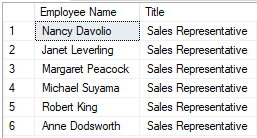 Employee Name Title
1 Nancy Davolio Sales Representative
2 Janet Leverling Sales Representative
3 Margaret Peacock Sales Representative
4 Michael Suyama Sales Representative
5 Robert King Sales Representative
6 Anne Dodsworth Sales Representative